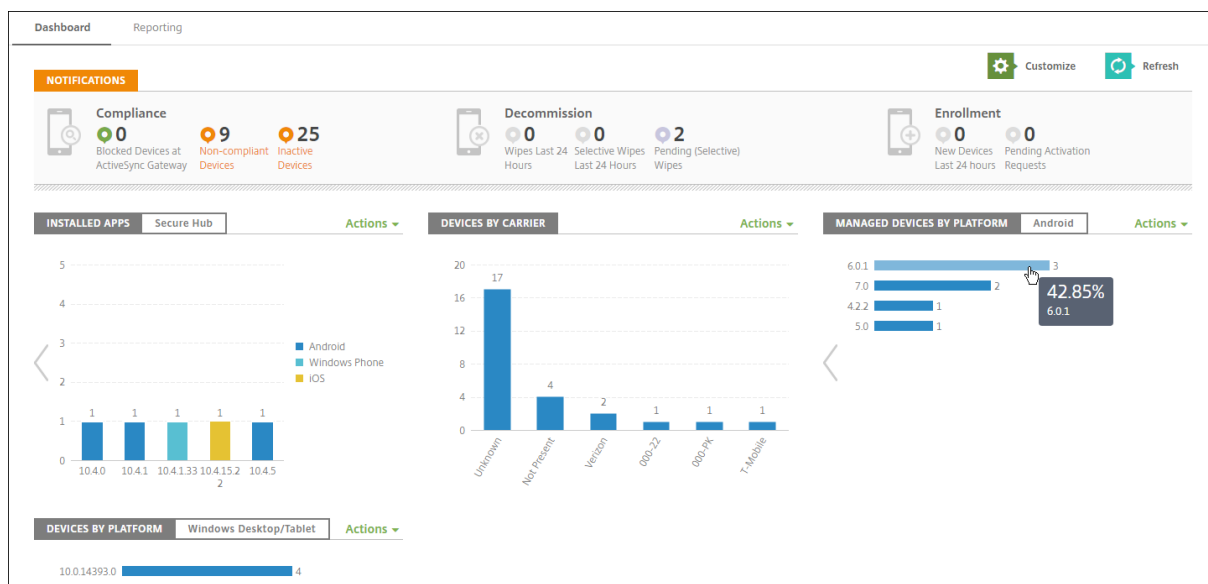 Dashboard
Reporting
Customize
Refresh
NOTIFICATIONS
Compliance
0
Blocked Devices at
ActiveSync Gateway
9
Non-compliant
Devices
25
Inactive
Devices
Decommission
0
Wipes Last 24
Hours
0
Selective Wipes
Last 24 Hours
2
Pending (Selective)
Wipes
Enrollment
0
New Devices
Last 24 hours
0
Pending Activation
Requests
INSTALLED APPS
Secure Hub
Actions
5
4
3
2
1
0
1
1
1
1
1
10.4.0
10.4.1
10.4.1.33
10.4.15.2
2
10.4.5
Android
Windows Phone
iOS
DEVICES BY CARRIER
Actions
20
16
12
8
4
0
17
4
2
1
1
1
Unknown
Not Present
Verizon
000-22
000-PK
T-Mobile
MANAGED DEVICES BY PLATFORM
Android
Actions
6.0.1
3
7.0
2
4.2.2
1
5.0
1
42.85%
6.0.1
DEVICES BY PLATFORM
Windows Desktop/Tablet
Actions
10.0.14393.0
4